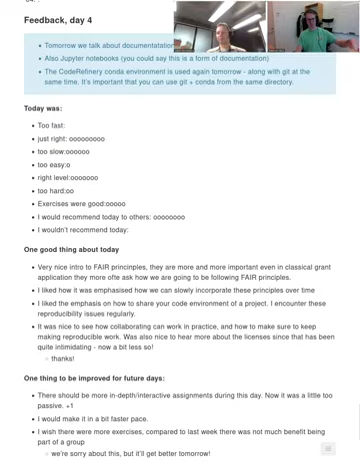 Feedback, day 4
Tomorrow we talk about documentatation
Also Jupyter notebooks (you could say this is a form of documentation)
The CodeRefinery conda environment is used again tomorrow - along with git at the
same time. It's important that you can use git + conda from the same directory.
Today was:
Too fast:
just right: ooooooooo
too slow:oooooo
too easy:o
right level:ooooooo
too hard:oo
Exercises were good:ooooo
I would recommend today to others: oooooooo
I wouldn't recommend today:
One good thing about today
Very nice intro to FAIR princinples, they are more and more important even in classical grant
application they more ofte ask how we are going to be following FAIR principles.
I liked how it was emphasised how we can slowly incorporate these principles over time
I liked the emphasis on how to share your code environment of a project. I encounter these
reproducibility issues regularly.
It was nice to see how collaborating can work in practice, and how to make sure to keep
making reproducible work. Was also nice to hear more about the licenses since that has been
quite intimidating - now a bit less so!
thanks!
One thing to be improved for future days:
There should be more in-depth/interactive assignments during this day. Now it was a little too
passive. +1
I would make it in a bit faster pace.
I wish there were more exercises, compared to last week there was not much benefit being
part of a group
we're sorry about this, but it'll get better tomorrow!